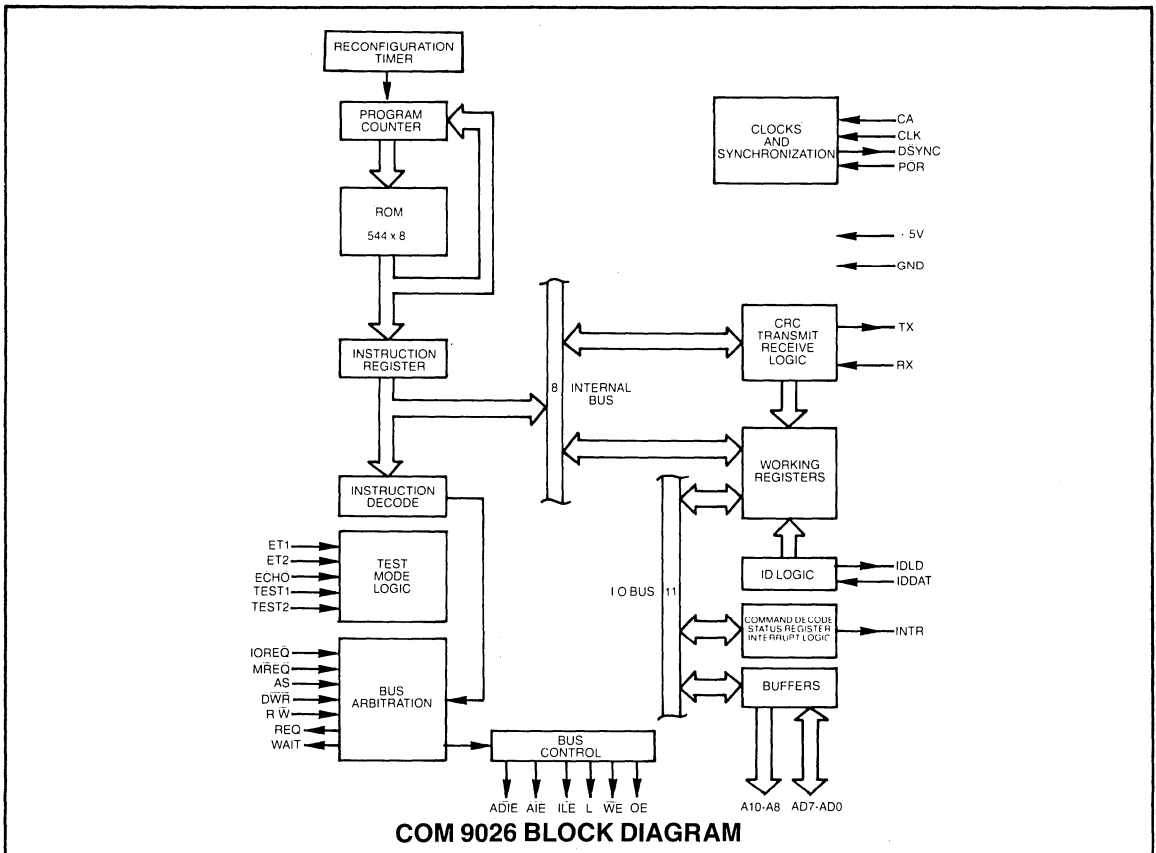 RECONFIGURATION
TIMER
PROGRAM
COUNTER
ROM
544 x 8
INSTRUCTION
REGISTER
INSTRUCTION
DECODE
ET1
ET2
ECHO
TEST1
TEST2
TEST
MODE
LOGIC
IOREQ
MREQ
AS
DWR
R W
REQ
WAIT
BUS
ARBITRATION
BUS
CONTROL
ADIE
AIE
ILE
L
WE
OE
8
INTERNAL
BUS
I O BUS
11
CLOCKS
AND
SYNCHRONIZATION
CA
CLK
DSYNC
POR
· 5V
GND
CRC
TRANSMIT
RECEIVE
LOGIC
TX
RX
WORKING
REGISTERS
ID LOGIC
IDLD
IDDAT
COMMAND DECODE
STATUS REGISTER
INTERRUPT LOGIC
INTR
BUFFERS
A10-A8
AD7-AD0
COM 9026 BLOCK DIAGRAM